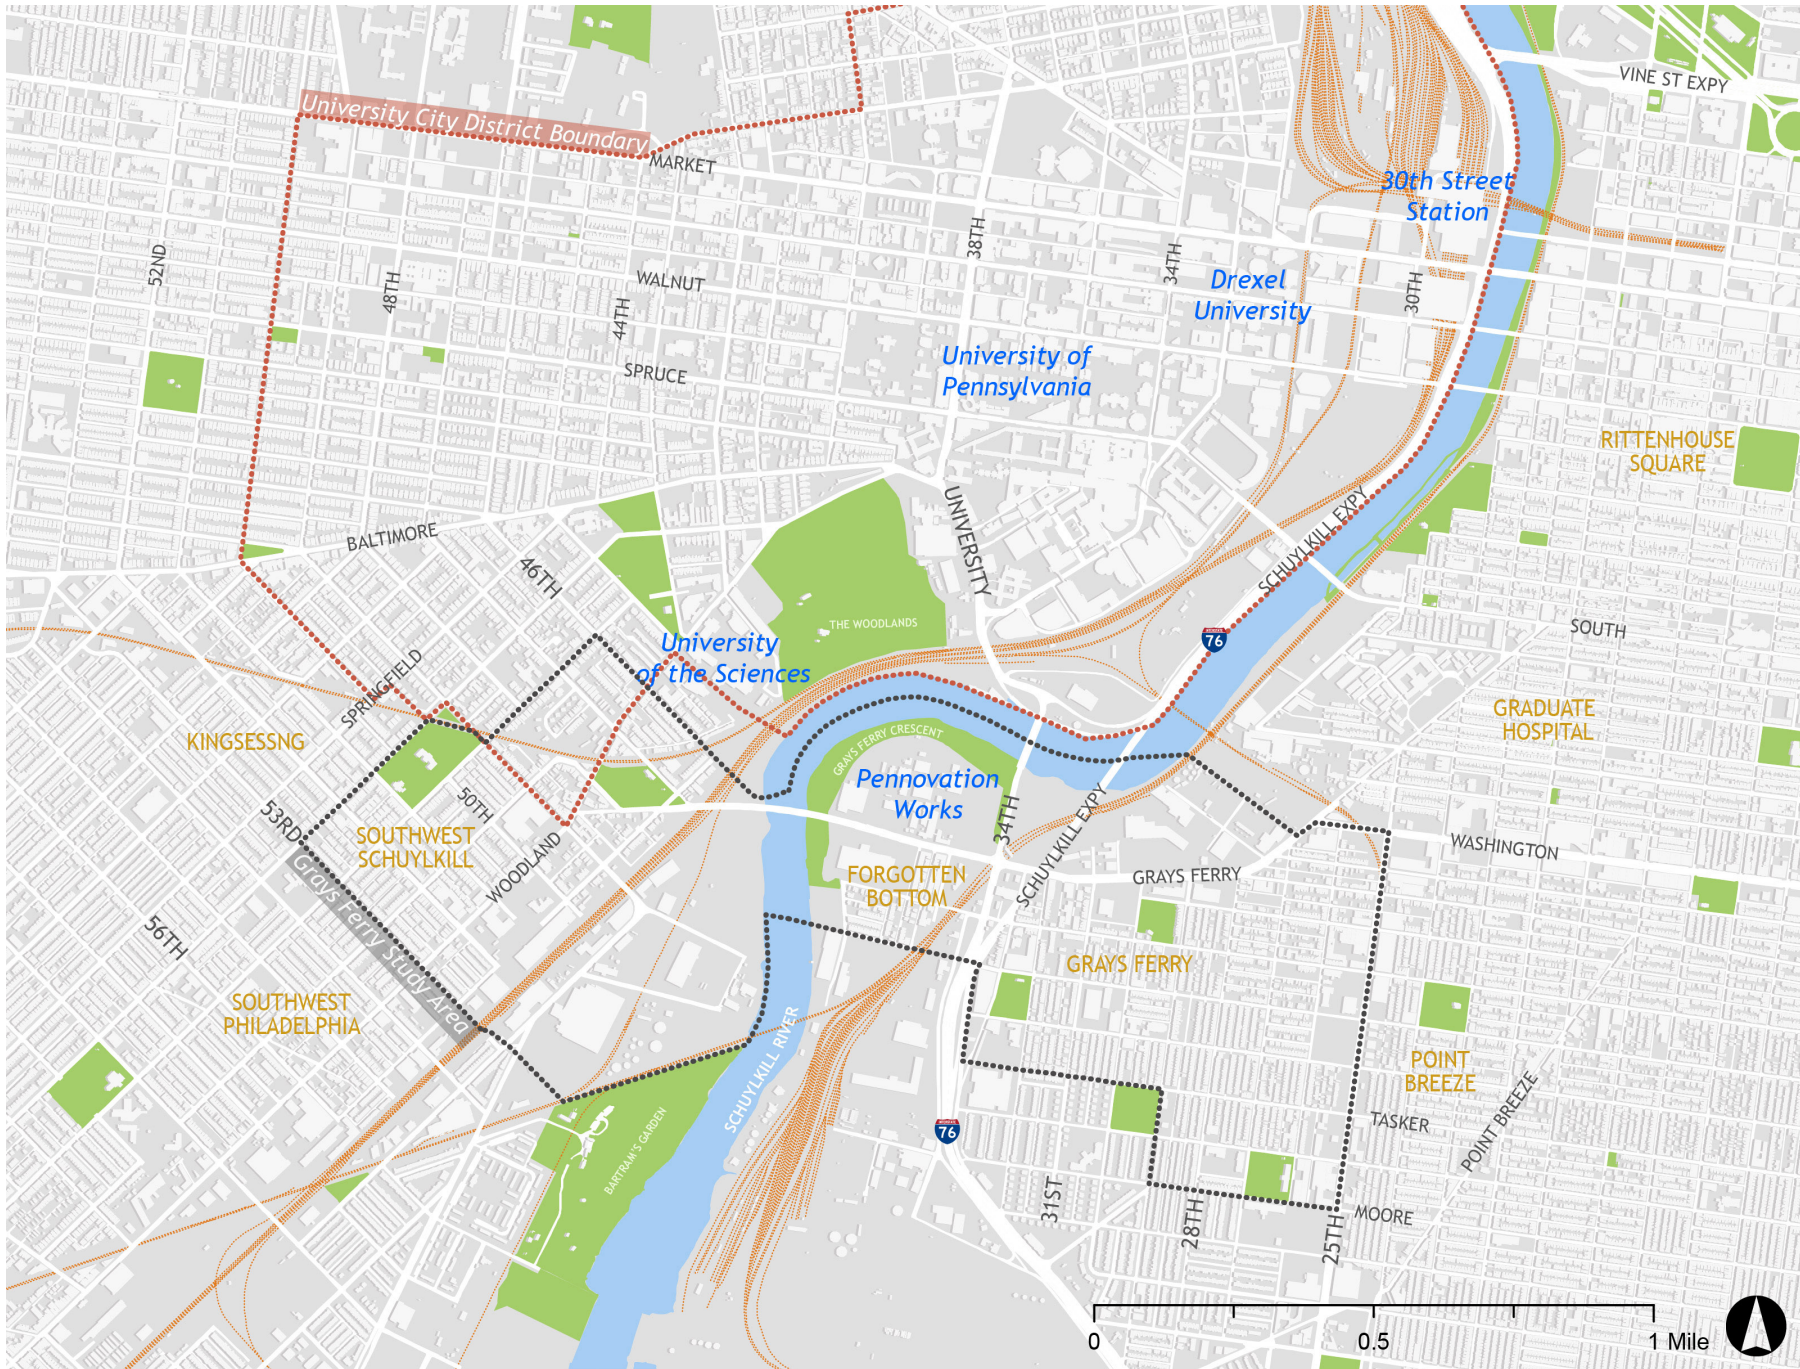 VINE ST EXPY
University City District Boundary
MARKET
30th Street
Station
52ND
48TH
44TH
WALNUT
38TH
34TH
30TH
Drexel
University
SPRUCE
University of
Pennsylvania
RITTENHOUSE
SQUARE
BALTIMORE
46TH
UNIVERSITY
SCHUYLKILL EXPY
THE WOODLANDS
University
of the Sciences
76
SOUTH
SPRINGFIELD
KINGSESSNG
GRADUATE
HOSPITAL
GRAYS FERRY CRESCENT
Pennovation
Works
50TH
53RD
SOUTHWEST
SCHUYLKILL
WOODLAND
34TH
SCHUYLKILL EXPY
WASHINGTON
FORGOTTEN
BOTTOM
GRAYS FERRY
Grays Ferry Study Area
56TH
GRAYS FERRY
SOUTHWEST
PHILADELPHIA
SCHUYLKILL RIVER
POINT
BREEZE
TASKER
POINT BREEZE
76
BARTRAM'S GARDEN
31ST
28TH
25TH
MOORE
0
0.5
1 Mile